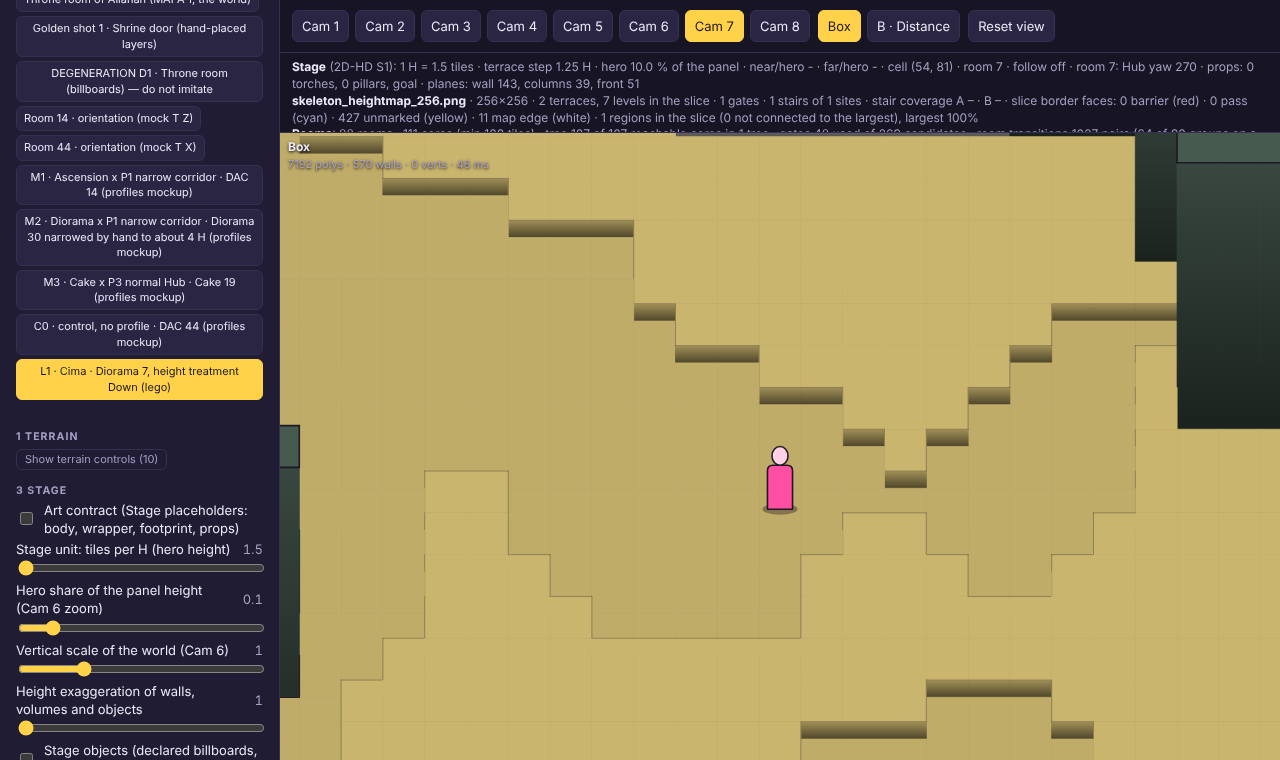 Throne room of Allarian (MAPA 1, the world)
Golden shot 1 · Shrine door (hand-placed
layers)
DEGENERATION D1 · Throne room
(billboards) — do not imitate
Room 14 · orientation (mock T Z)
Room 44 · orientation (mock T X)
M1 · Ascension x P1 narrow corridor · DAC
14 (profiles mockup)
M2 · Diorama x P1 narrow corridor · Diorama
30 narrowed by hand to about 4 H (profiles
mockup)
M3 · Cake x P3 normal Hub · Cake 19
(profiles mockup)
C0 · control, no profile · DAC 44 (profiles
mockup)
L1 · Cima · Diorama 7, height treatment
Down (lego)
1 TERRAIN
Show terrain controls (10)
3 STAGE
Art contract (Stage placeholders:
body, wrapper, footprint, props)
Stage unit: tiles per H (hero height) 1.5
Hero share of the panel height
(Cam 6 zoom) 0.1
Vertical scale of the world (Cam 6) 1
Height exaggeration of walls,
volumes and objects 1
Stage objects (declared billboards,
Cam 1 Cam 2 Cam 3 Cam 4 Cam 5 Cam 6 Cam 7 Cam 8 Box B · Distance Reset view
Stage (2D-HD S1): 1 H = 1.5 tiles · terrace step 1.25 H · hero 10.0 % of the panel · near/hero - · far/hero - · cell (54, 81) · room 7 · follow off · room 7: Hub yaw 270 · props: 0
torches, 0 pillars, goal · planes: wall 143, columns 39, front 51
skeleton_heightmap_256.png · 256×256 · 2 terraces, 7 levels in the slice · 1 gates · 1 stairs of 1 sites · stair coverage A – · B – · slice border faces: 0 barrier (red) · 0 pass
(cyan) · 427 unmarked (yellow) · 11 map edge (white) · 1 regions in the slice (0 not connected to the largest), largest 100%
Box
7192 polys · 570 walls · 0 verts · 46 ms